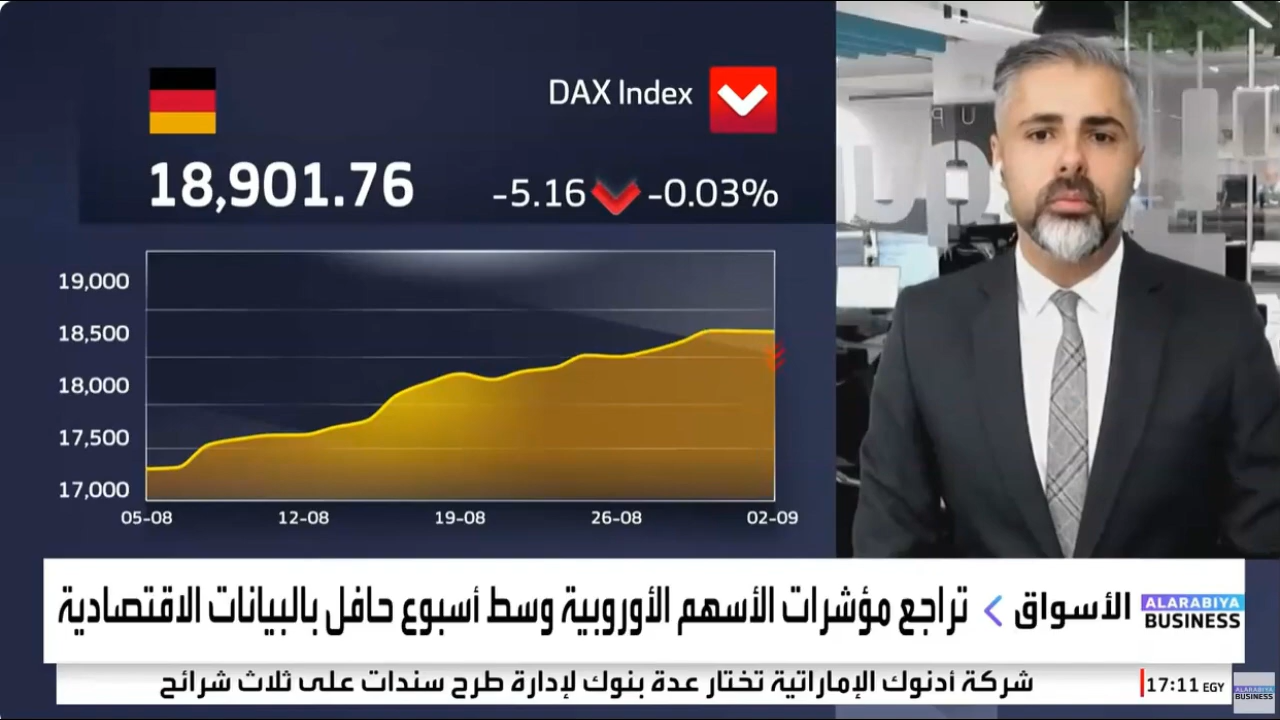 DAX Index
18,901.76
-5.16 -0.03%
19,000
18,500
18,000
17,500
17,000
05-08 12-08 19-08 26-08 02-09
U P
ALARABIYA BUSINESS الأسواق > تراجع مؤشرات الأسهم الأوروبية وسط أسبوع حافل بالبيانات الاقتصادية
شركة أدنوك الإماراتية تختار عدة بنوك لإدارة طرح سندات على ثلاث شرائح
17:11 EGY
ALARABIYA BUSINESS